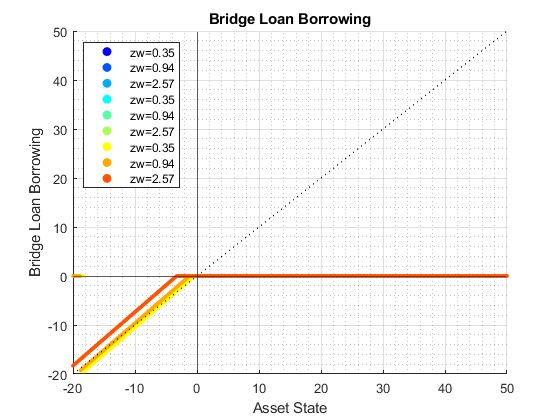 Bridge Loan Borrowing
50
40
30
20
10
0
-10
-20
Bridge Loan Borrowing
zw=0.35
zw=0.94
zw=2.57
zw=0.35
zw=0.94
zw=2.57
zw=0.35
zw=0.94
zw=2.57
-20 -10 0 10 20 30 40 50
Asset State